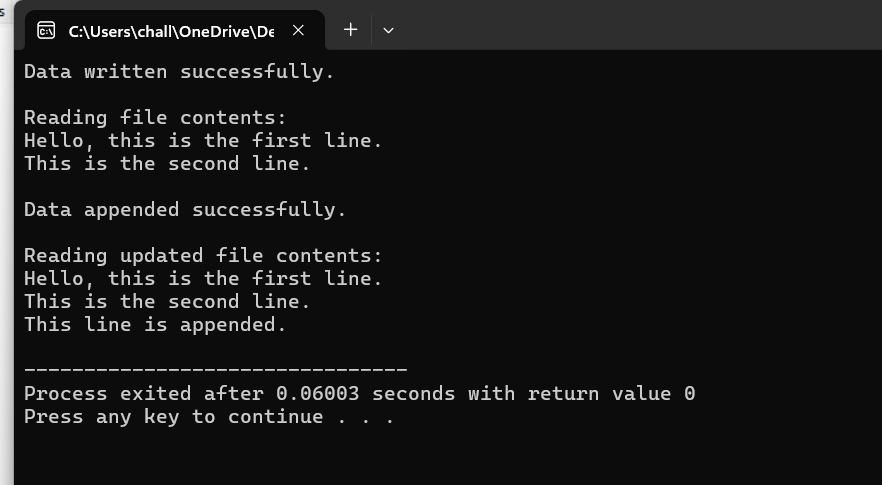 s
C:\Users\chall\OneDrive\De
Data written successfully.
Reading file contents:
Hello, this is the first line.
This is the second line.
Data appended successfully.
Reading updated file contents:
Hello, this is the first line.
This is the second line.
This line is appended.
--------------------------------
Process exited after 0.06003 seconds with return value 0
Press any key to continue . . .